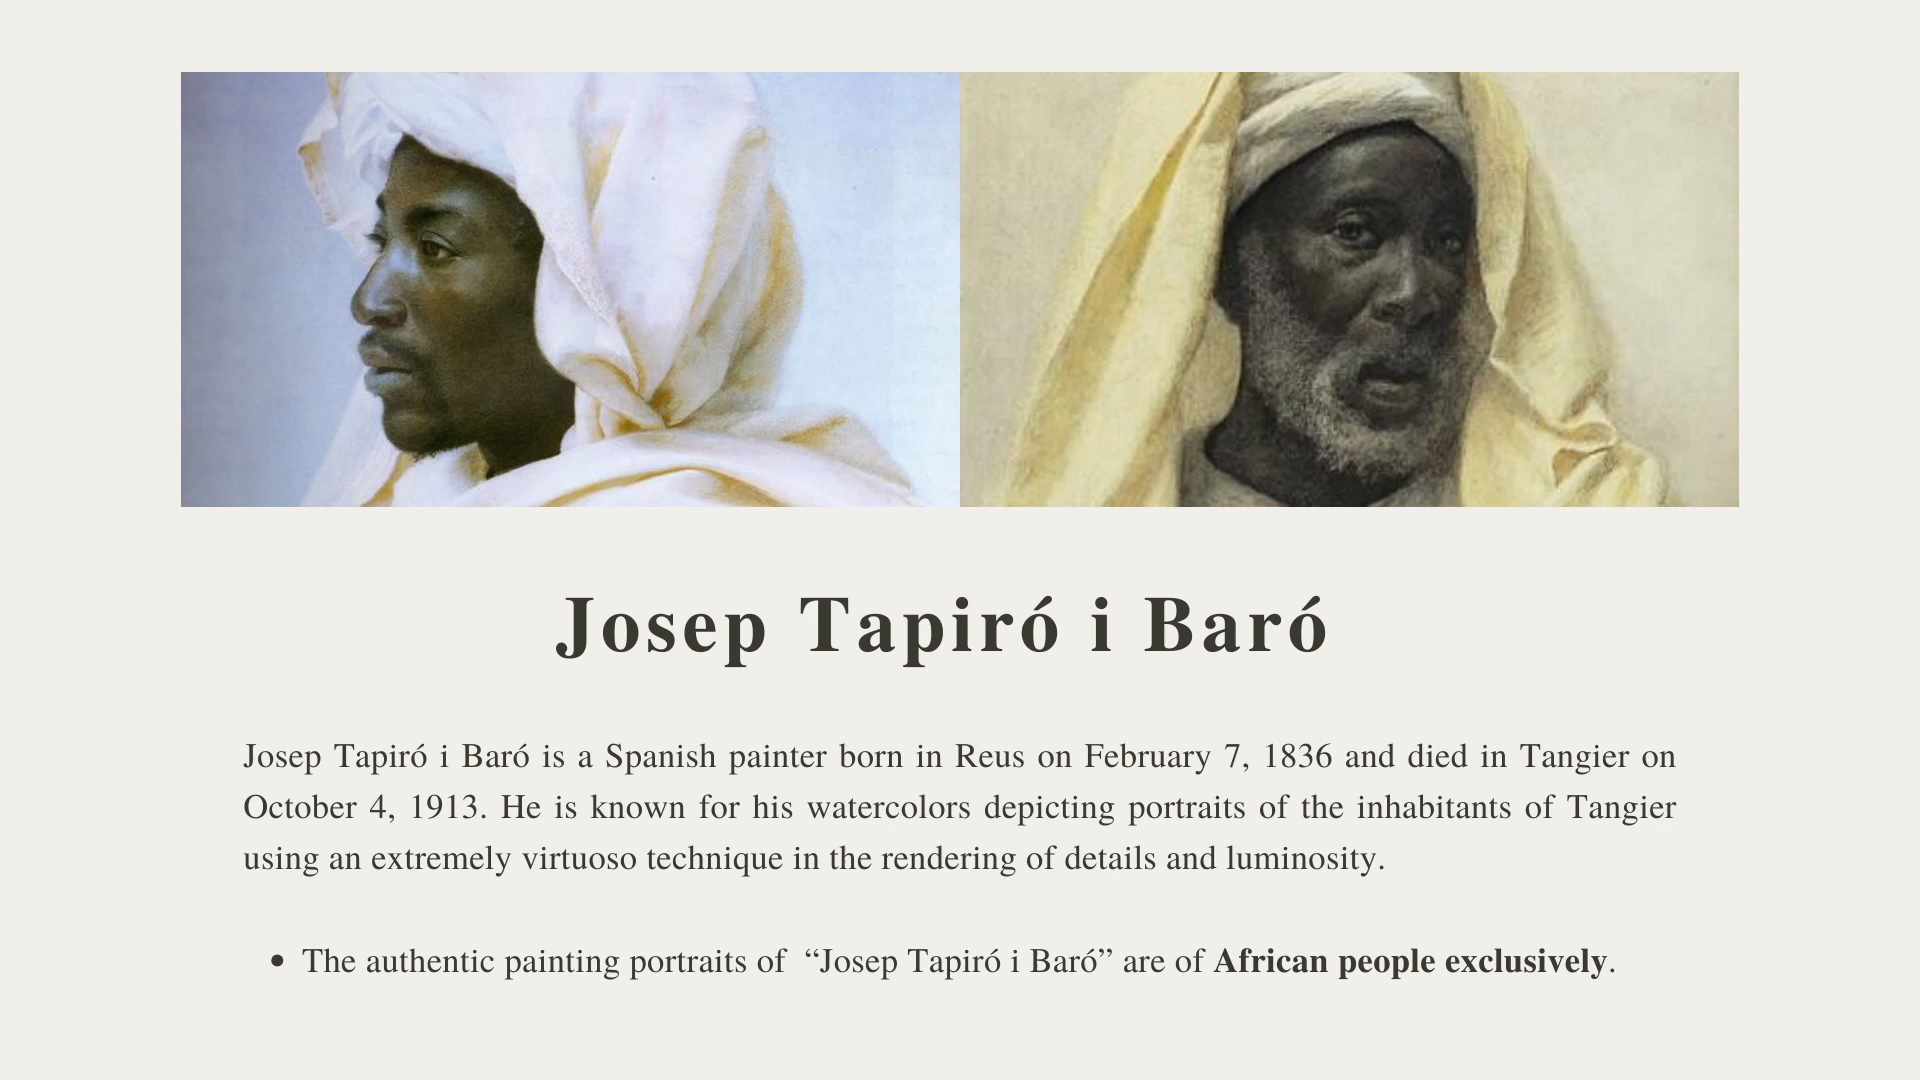 Josep Tapiró i Baró
Josep Tapiró i Baró is a Spanish painter born in Reus on February 7, 1836 and died in Tangier on
October 4, 1913. He is known for his watercolors depicting portraits of the inhabitants of Tangier
using an extremely virtuoso technique in the rendering of details and luminosity.
• The authentic painting portraits of  “Josep Tapiró i Baró” are of African people exclusively.